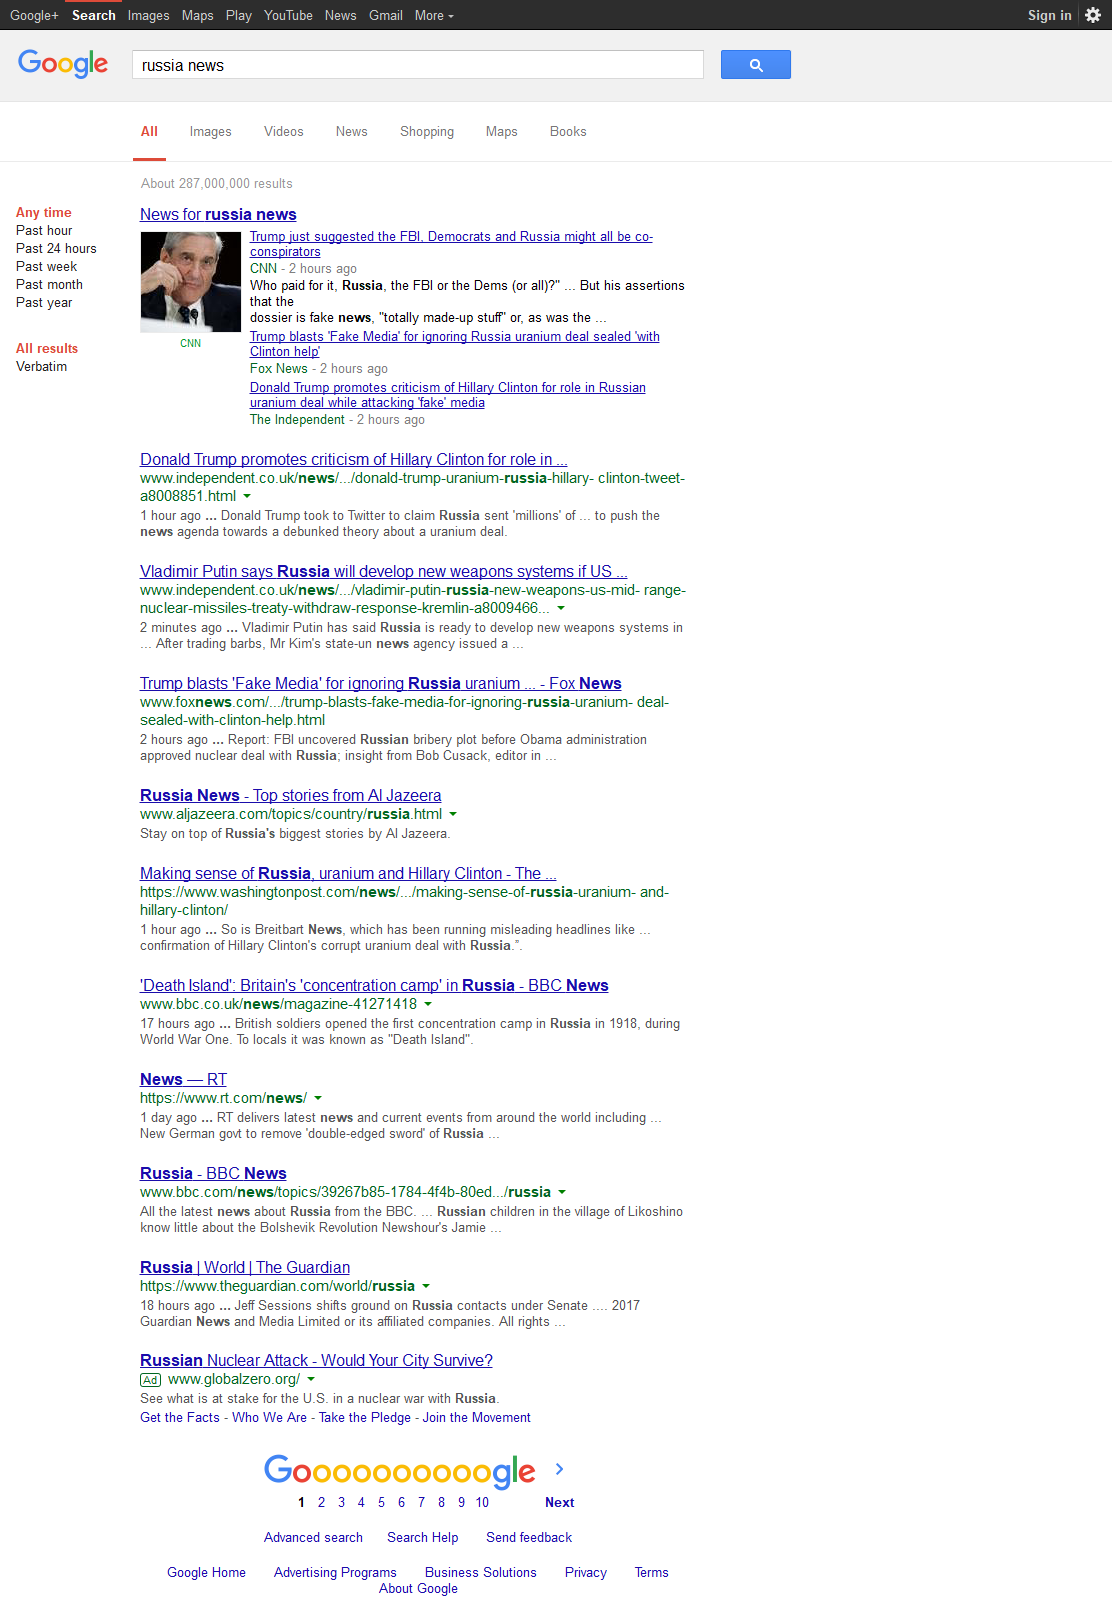 Google+ Search Images Maps Play YouTube News Gmail More
Sign in
Google
russia news
All Images Videos News Shopping Maps Books
About 287,000,000 results
Any time
Past hour
Past 24 hours
Past week
Past month
Past year
All results
Verbatim
News for russia news
CNN
Trump just suggested the FBI, Democrats and Russia might all be co-
conspirators
CNN - 2 hours ago
Who paid for it, Russia, the FBI or the Dems (or all)?" ... But his assertions
that the
dossier is fake news, "totally made-up stuff" or, as was the ...
Trump blasts 'Fake Media' for ignoring Russia uranium deal sealed 'with
Clinton help'
Fox News - 2 hours ago
Donald Trump promotes criticism of Hillary Clinton for role in Russian
uranium deal while attacking 'fake' media
The Independent - 2 hours ago
Donald Trump promotes criticism of Hillary Clinton for role in ...
www.independent.co.uk/news/.../donald-trump-uranium-russia-hillary- clinton-tweet-
a8008851.html
1 hour ago ... Donald Trump took to Twitter to claim Russia sent 'millions' of ... to push the
news agenda towards a debunked theory about a uranium deal.
Vladimir Putin says Russia will develop new weapons systems if US ...
www.independent.co.uk/news/.../vladimir-putin-russia-new-weapons-us-mid- range-
nuclear-missiles-treaty-withdraw-response-kremlin-a8009466...
2 minutes ago ... Vladimir Putin has said Russia is ready to develop new weapons systems in
... After trading barbs, Mr Kim's state-un news agency issued a ...
Trump blasts 'Fake Media' for ignoring Russia uranium ... - Fox News
www.foxnews.com/.../trump-blasts-fake-media-for-ignoring-russia-uranium- deal-
sealed-with-clinton-help.html
2 hours ago ... Report: FBI uncovered Russian bribery plot before Obama administration
approved nuclear deal with Russia; insight from Bob Cusack, editor in ...
Russia News - Top stories from Al Jazeera
www.aljazeera.com/topics/country/russia.html
Stay on top of Russia's biggest stories by Al Jazeera.
Making sense of Russia, uranium and Hillary Clinton - The ...
https://www.washingtonpost.com/news/.../making-sense-of-russia-uranium- and-
hillary-clinton/
1 hour ago ... So is Breitbart News, which has been running misleading headlines like ...
confirmation of Hillary Clinton's corrupt uranium deal with Russia.”.
'Death Island': Britain's 'concentration camp' in Russia - BBC News
www.bbc.co.uk/news/magazine-41271418
17 hours ago ... British soldiers opened the first concentration camp in Russia in 1918, during
World War One. To locals it was known as "Death Island".
News — RT
https://www.rt.com/news/
1 day ago ... RT delivers latest news and current events from around the world including ...
New German govt to remove 'double-edged sword' of Russia ...
Russia - BBC News
www.bbc.com/news/topics/39267b85-1784-4f4b-80ed.../russia
All the latest news about Russia from the BBC. ... Russian children in the village of Likoshino
know little about the Bolshevik Revolution Newshour's Jamie ...
Russia | World | The Guardian
https://www.theguardian.com/world/russia
18 hours ago ... Jeff Sessions shifts ground on Russia contacts under Senate .... 2017
Guardian News and Media Limited or its affiliated companies. All rights ...
Russian Nuclear Attack - Would Your City Survive?
Ad www.globalzero.org/
See what is at stake for the U.S. in a nuclear war with Russia.
Get the Facts - Who We Are - Take the Pledge - Join the Movement
Goooooooooogle
1 2 3 4 5 6 7 8 9 10 Next
Advanced search Search Help Send feedback
Google Home Advertising Programs Business Solutions Privacy Terms
About Google